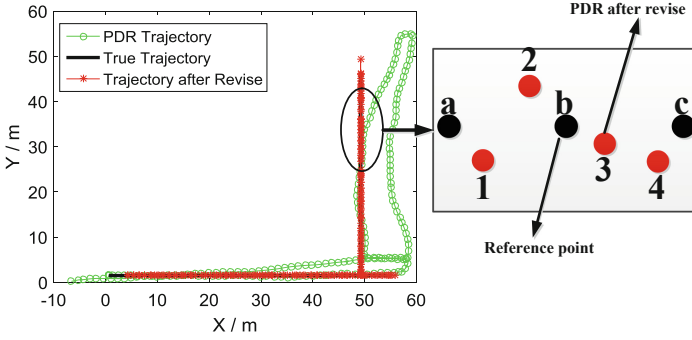 PDR after revise
60
50
40
30
20
10
0
Y / m
PDR Trajectory
True Trajectory
Trajectory after Revise
-10
0
10
20
30
40
50
60
X / m
2
a
b
c
1
3
4
Reference point